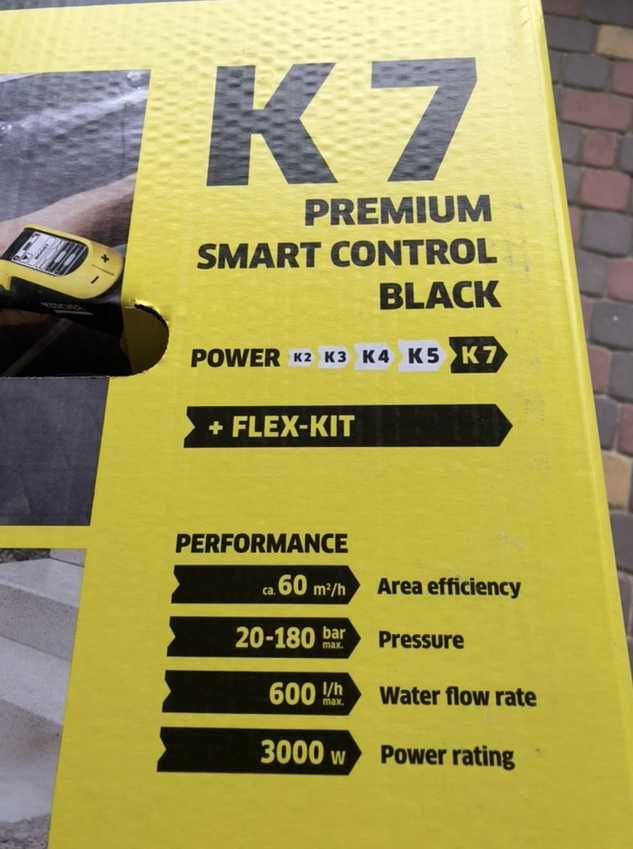 K7
PREMIUM
SMART CONTROL
BLACK
POWER K2 K3 K4 K5 K7
+ FLEX-KIT
PERFORMANCE
ca. 60 m²/h Area efficiency
20-180 bar max. Pressure
600 l/h max. Water flow rate
3000 W Power rating